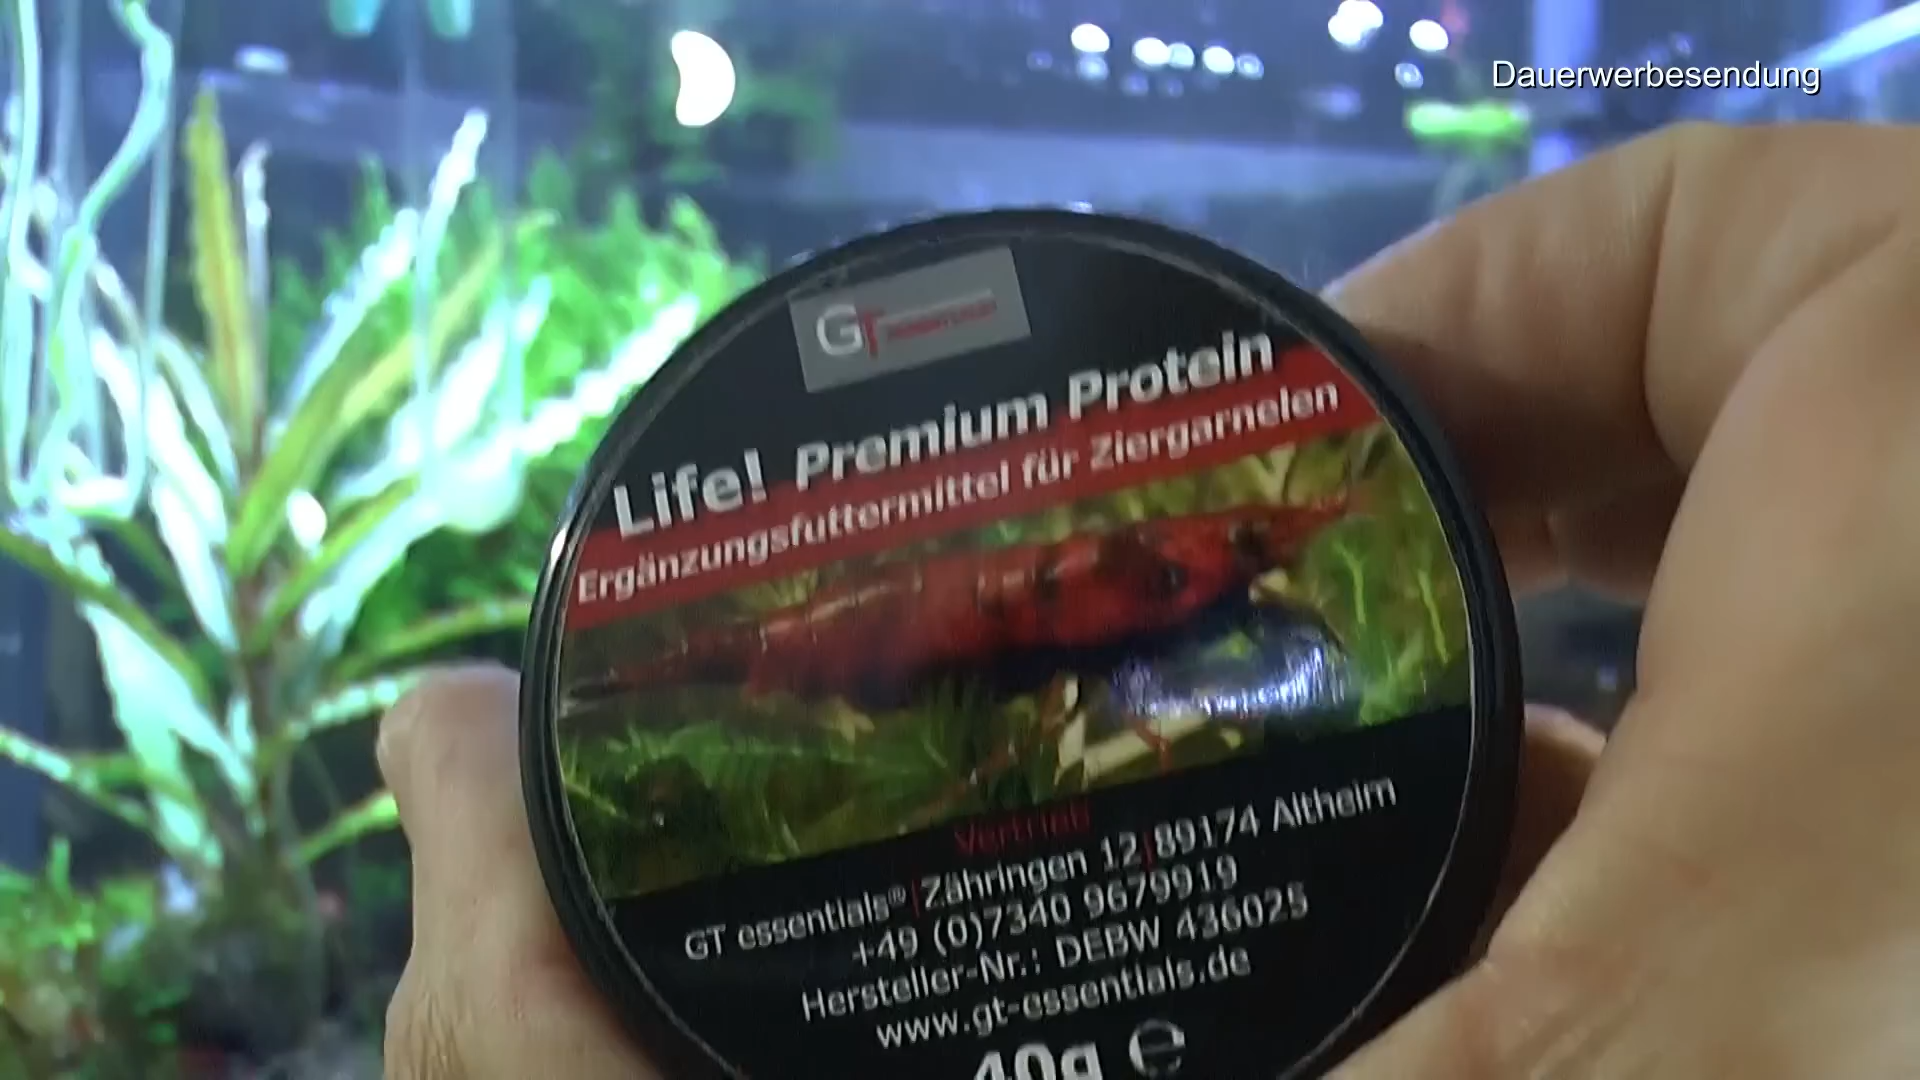 Dauerwerbesendung
GT
Life! Premium Protein
Ergänzungsfuttermittel für Ziergarnelen
Vertrieb
GT essentials® | Zähringen 12 | 89174 Altheim
+49 (0)7340 9679919
Hersteller-Nr.: DEBW 436025
www.gt-essentials.de
40g ℮